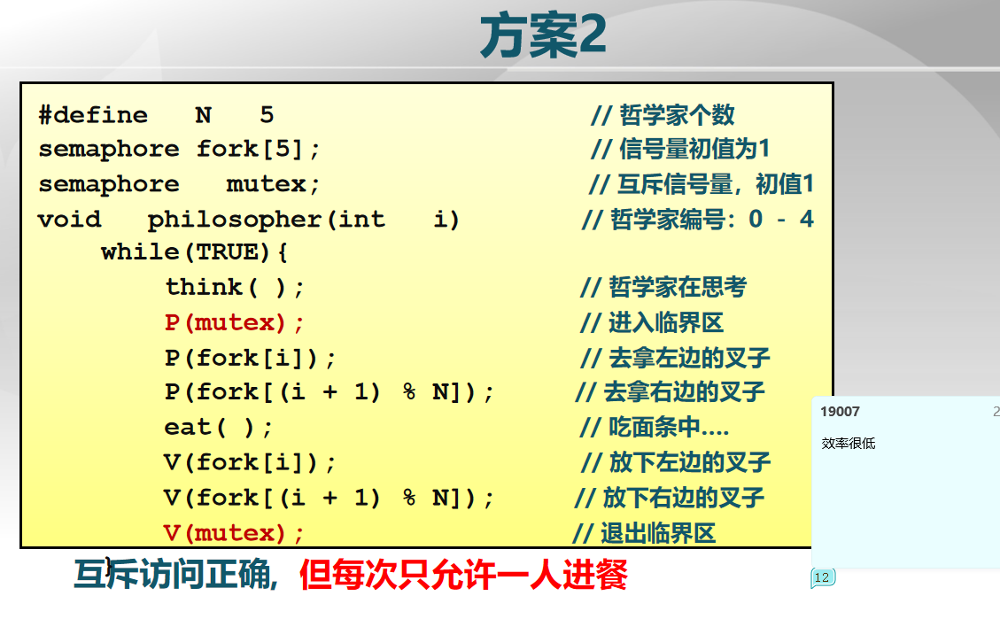 方案2
#define N 5 // 哲学家个数
semaphore fork[5]; // 信号量初值为1
semaphore mutex; // 互斥信号量，初值1
void philosopher(int i) // 哲学家编号：0 - 4
while(TRUE){
think( ); // 哲学家在思考
P(mutex); // 进入临界区
P(fork[i]); // 去拿左边的叉子
P(fork[(i + 1) % N]); // 去拿右边的叉子
eat( ); // 吃面条中….
V(fork[i]); // 放下左边的叉子
V(fork[(i + 1) % N]); // 放下右边的叉子
V(mutex); // 退出临界区
}
互斥访问正确，但每次只允许一人进餐
19007 2
效率很低
12